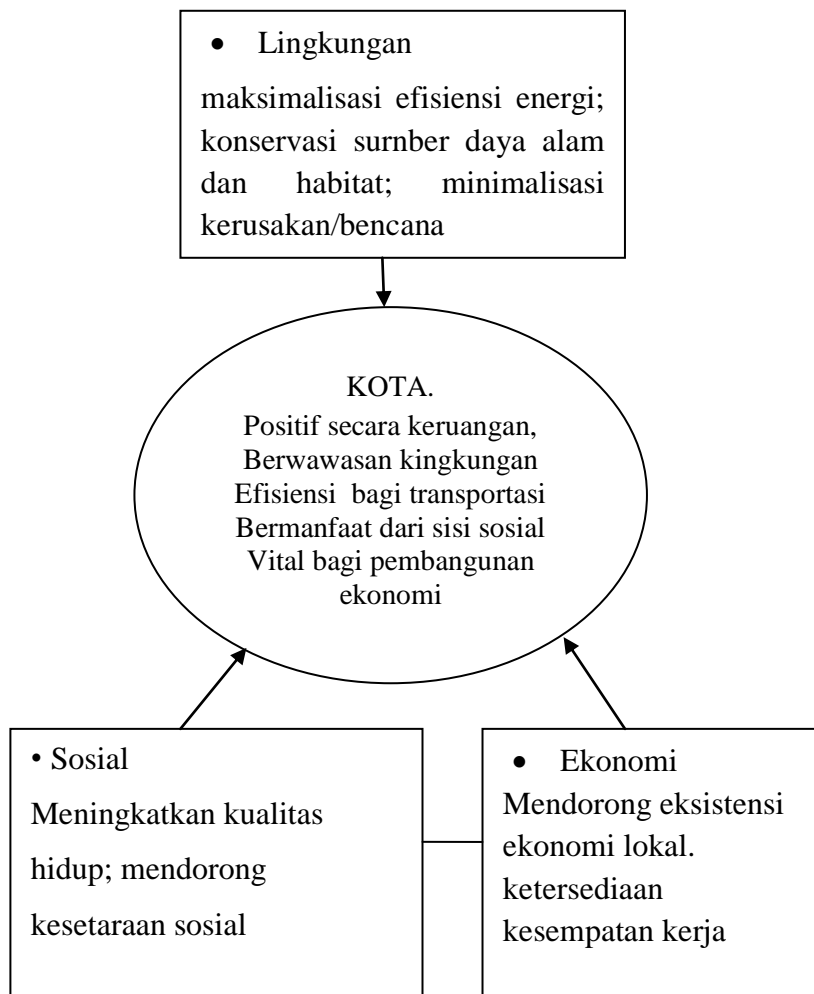 • Lingkungan
maksimalisasi efisiensi energi;
konservasi surnber daya alam
dan habitat; minimalisasi
kerusakan/bencana
KOTA.
Positif secara keruangan,
Berwawasan kingkungan
Efisiensi bagi transportasi
Bermanfaat dari sisi sosial
Vital bagi pembangunan
ekonomi
• Sosial
Meningkatkan kualitas
hidup; mendorong
kesetaraan sosial
• Ekonomi
Mendorong eksistensi
ekonomi lokal.
ketersediaan
kesempatan kerja